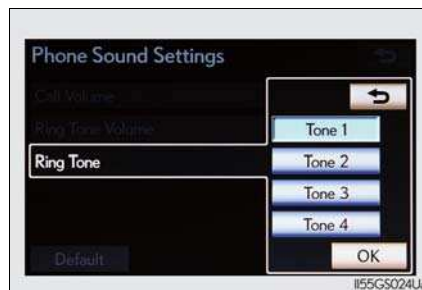 Phone Sound Settings
Call Volume
Ring Tone Volume
Ring Tone
Default
Tone 1
Tone 2
Tone 3
Tone 4
OK
II55GS024Ua